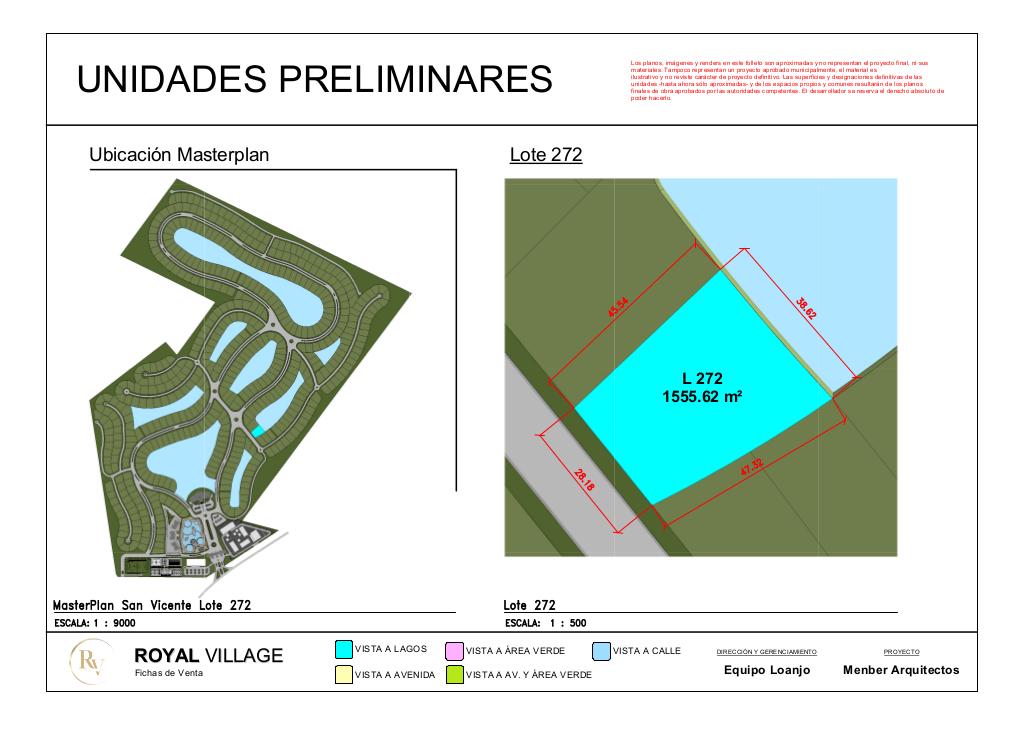 UNIDADES PRELIMINARES
Los planos, imágenes y renders en este folleto son aproximadas y no representan el proyecto final, ni sus
materiales. Tampoco representan un proyecto aprobado municipalmente, el material es
ilustrativo y no reviste carácter de proyecto definitivo. Las superficies y designaciones definitivas de las
unidades -hasta ahora sólo aproximadas- y de los espacios propios y comunes resultarán de los planos
finales de obra aprobados por las autoridades competentes. El desarrollador se reserva el derecho absoluto de
poder hacerlo.
Ubicación Masterplan
Lote 272
45.54
38.62
L 272
1555.62 m²
28.18
47.32
MasterPlan San Vicente Lote 272
ESCALA: 1 : 9000
Lote 272
ESCALA: 1 : 500
RV
ROYAL VILLAGE
Fichas de Venta
VISTA A LAGOS
VISTA A ÁREA VERDE
VISTA A CALLE
VISTA A AVENIDA
VISTA A AV. Y ÁREA VERDE
DIRECCIÓN Y GERENCIAMIENTO
Equipo Loanjo
PROYECTO
Menber Arquitectos